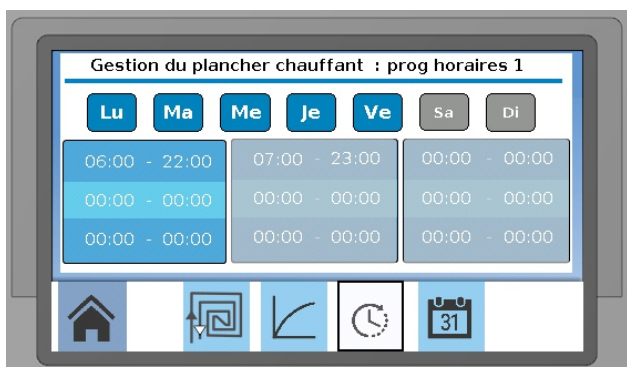 Gestion du plancher chauffant : prog horaires 1
Lu Ma Me Je Ve Sa Di
06:00 - 22:00 07:00 - 23:00 00:00 - 00:00
00:00 - 00:00 00:00 - 00:00 00:00 - 00:00
00:00 - 00:00 00:00 - 00:00 00:00 - 00:00
31